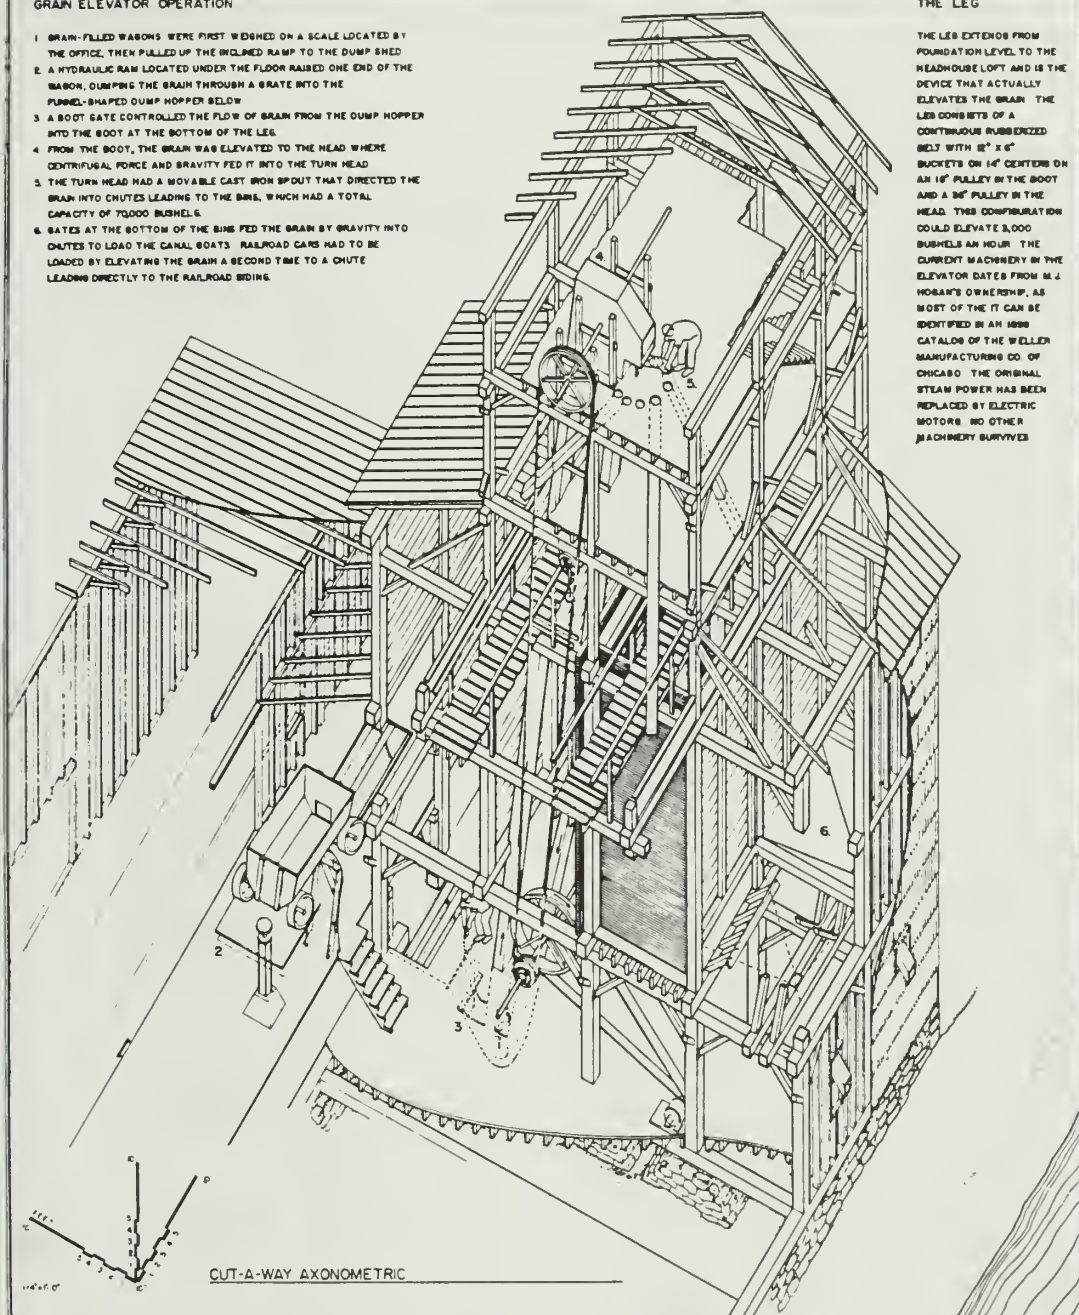 GRAIN ELEVATOR OPERATION
1 GRAIN-FILLED WAGONS WERE FIRST WEIGHED ON A SCALE LOCATED BY
THE OFFICE, THEN PULLED UP THE INCLINED RAMP TO THE DUMP SHED
2. A HYDRAULIC RAM LOCATED UNDER THE FLOOR RAISED ONE END OF THE
WAGON, DUMPING THE GRAIN THROUGH A GRATE INTO THE
FUNNEL-SHAPED DUMP HOPPER BELOW
3 A BOOT GATE CONTROLLED THE FLOW OF GRAIN FROM THE DUMP HOPPER
INTO THE BOOT AT THE BOTTOM OF THE LEG.
4 FROM THE BOOT, THE GRAIN WAS ELEVATED TO THE HEAD WHERE
CENTRIFUGAL FORCE AND GRAVITY FED IT INTO THE TURN HEAD
5. THE TURN HEAD HAD A MOVABLE CAST IRON SPOUT THAT DIRECTED THE
GRAIN INTO CHUTES LEADING TO THE BINS, WHICH HAD A TOTAL
CAPACITY OF 70,000 BUSHELS.
6. GATES AT THE BOTTOM OF THE BINS FED THE GRAIN BY GRAVITY INTO
CHUTES TO LOAD THE CANAL BOATS. RAILROAD CARS HAD TO BE
LOADED BY ELEVATING THE GRAIN A SECOND TIME TO A CHUTE
LEADING DIRECTLY TO THE RAILROAD SIDING.
THE LEG
THE LEG EXTENDS FROM
FOUNDATION LEVEL TO THE
HEADHOUSE LOFT AND IS THE
DEVICE THAT ACTUALLY
ELEVATES THE GRAIN THE
LEG CONSISTS OF A
CONTINUOUS RUBBERIZED
BELT WITH 12" X 6"
BUCKETS ON 14" CENTERS ON
AN 18" PULLEY IN THE BOOT
AND A 36" PULLEY IN THE
HEAD. THIS CONFIGURATION
COULD ELEVATE 3,000
BUSHELS AN HOUR THE
CURRENT MACHINERY IN THE
ELEVATOR DATES FROM M.J.
HOGAN'S OWNERSHIP, AS
MOST OF THE IT CAN BE
IDENTIFIED IN AN
CATALOG OF THE WELLER
MANUFACTURING CO. OF
CHICAGO THE ORIGINAL
STEAM POWER HAS BEEN
REPLACED BY ELECTRIC
MOTORS. NO OTHER
MACHINERY SURVIVES
4.
5.
6.
2
3
FEET
10
10
5
4
3
2
1
CUT-A-WAY AXONOMETRIC